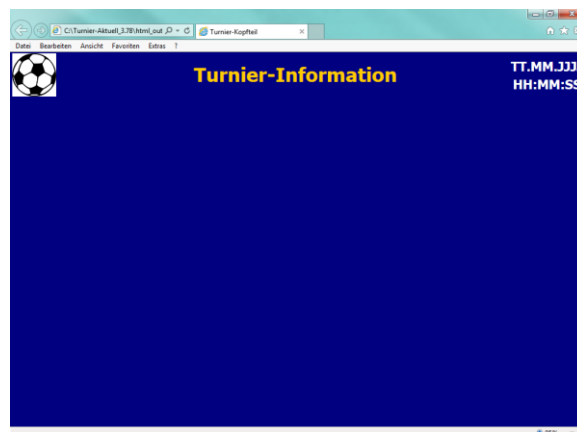 C:\Turnier-Aktuell_3.78\html_out
Turnier-Kopfteil
Datei Bearbeiten Ansicht Favoriten Extras ?
Turnier-Information
TT.MM.JJJ
HH:MM:SS